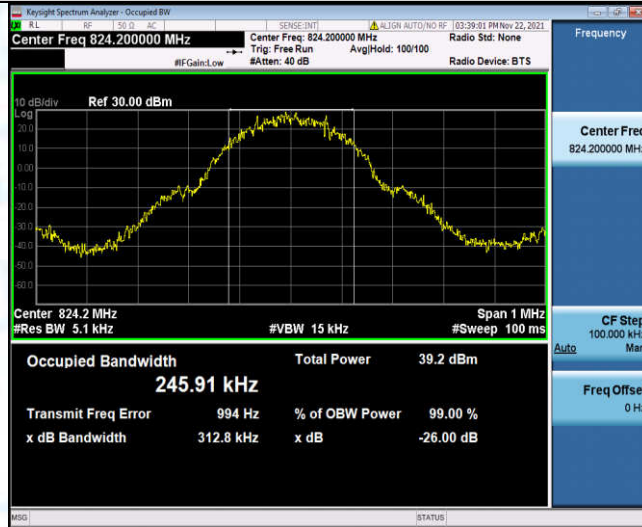 Keysight Spectrum Analyzer - Occupied BW
RL RF 50 Ω AC SENSE:INT ALIGN AUTO/NO RF 03:39:01 PM Nov 22, 2021
Center Freq 824.200000 MHz
Center Freq: 824.200000 MHz Radio Std: None
Trig: Free Run Avg|Hold: 100/100
#IFGain:Low #Atten: 40 dB Radio Device: BTS
10 dB/div Ref 30.00 dBm
Log
20.0
10.0
0.00
-10.0
-20.0
-30.0
-40.0
-50.0
-60.0
Center 824.2 MHz Span 1 MHz
#Res BW 5.1 kHz #VBW 15 kHz #Sweep 100 ms
Occupied Bandwidth Total Power 39.2 dBm
245.91 kHz
Transmit Freq Error 994 Hz % of OBW Power 99.00 %
x dB Bandwidth 312.8 kHz x dB -26.00 dB
MSG STATUS
Frequency
Center Freq
824.200000 MHz
CF Step
100.000 kHz
Auto Man
Freq Offse
0 Hz